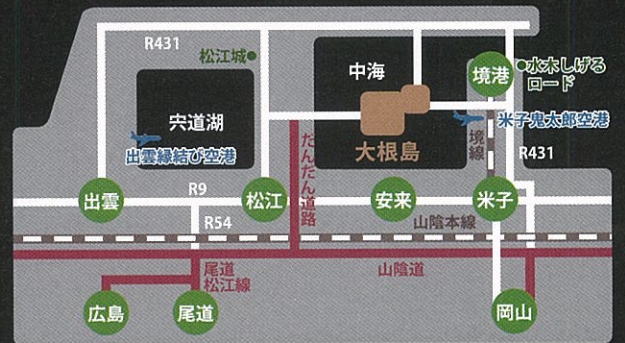 R431
松江城
中海
境港
水木しげる
ロード
宍道湖
米子鬼太郎空港
大根島
境線
R431
出雲縁結び空港
だんだん道路
R9
出雲
松江
安来
米子
R54
山陰本線
尾道
松江線
山陰道
広島
尾道
岡山